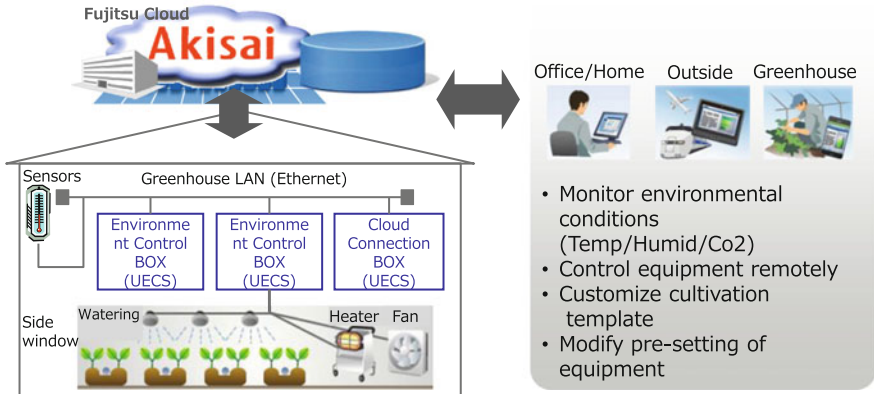 Fujitsu Cloud
Akisai
Sensors
Greenhouse LAN (Ethernet)
Environme
nt Control
BOX
(UECS)
Environme
nt Control
BOX
(UECS)
Cloud
Connection
BOX
(UECS)
Side
window
Watering
Heater
Fan
Office/Home
Outside
Greenhouse
• Monitor environmental
conditions
(Temp/Humid/Co2)
• Control equipment remotely
• Customize cultivation
template
• Modify pre-setting of
equipment